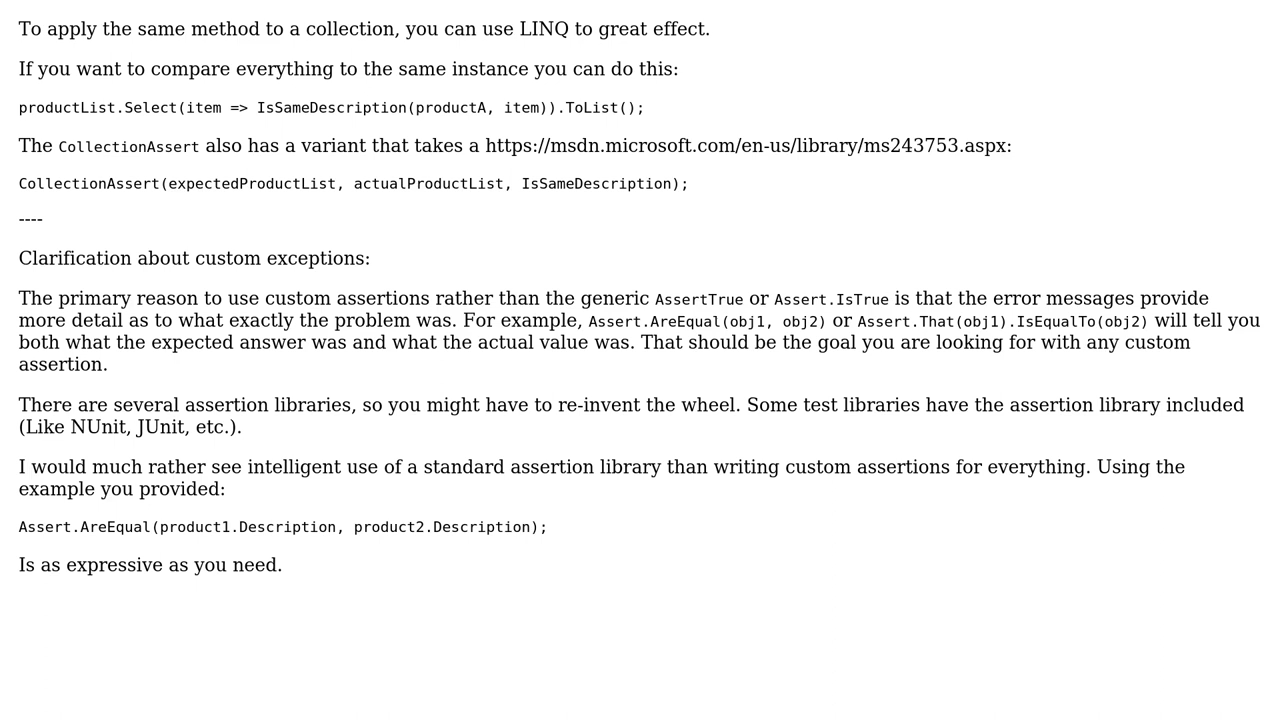 To apply the same method to a collection, you can use LINQ to great effect.
If you want to compare everything to the same instance you can do this:
productList.Select(item => IsSameDescription(productA, item)).ToList();
The CollectionAssert also has a variant that takes a https://msdn.microsoft.com/en-us/library/ms243753.aspx:
CollectionAssert(expectedProductList, actualProductList, IsSameDescription);
----
Clarification about custom exceptions:
The primary reason to use custom assertions rather than the generic AssertTrue or Assert.IsTrue is that the error messages provide
more detail as to what exactly the problem was. For example, Assert.AreEqual(obj1, obj2) or Assert.That(obj1).IsEqualTo(obj2) will tell you
both what the expected answer was and what the actual value was. That should be the goal you are looking for with any custom
assertion.
There are several assertion libraries, so you might have to re-invent the wheel. Some test libraries have the assertion library included
(Like NUnit, JUnit, etc.).
I would much rather see intelligent use of a standard assertion library than writing custom assertions for everything. Using the
example you provided:
Assert.AreEqual(product1.Description, product2.Description);
Is as expressive as you need.